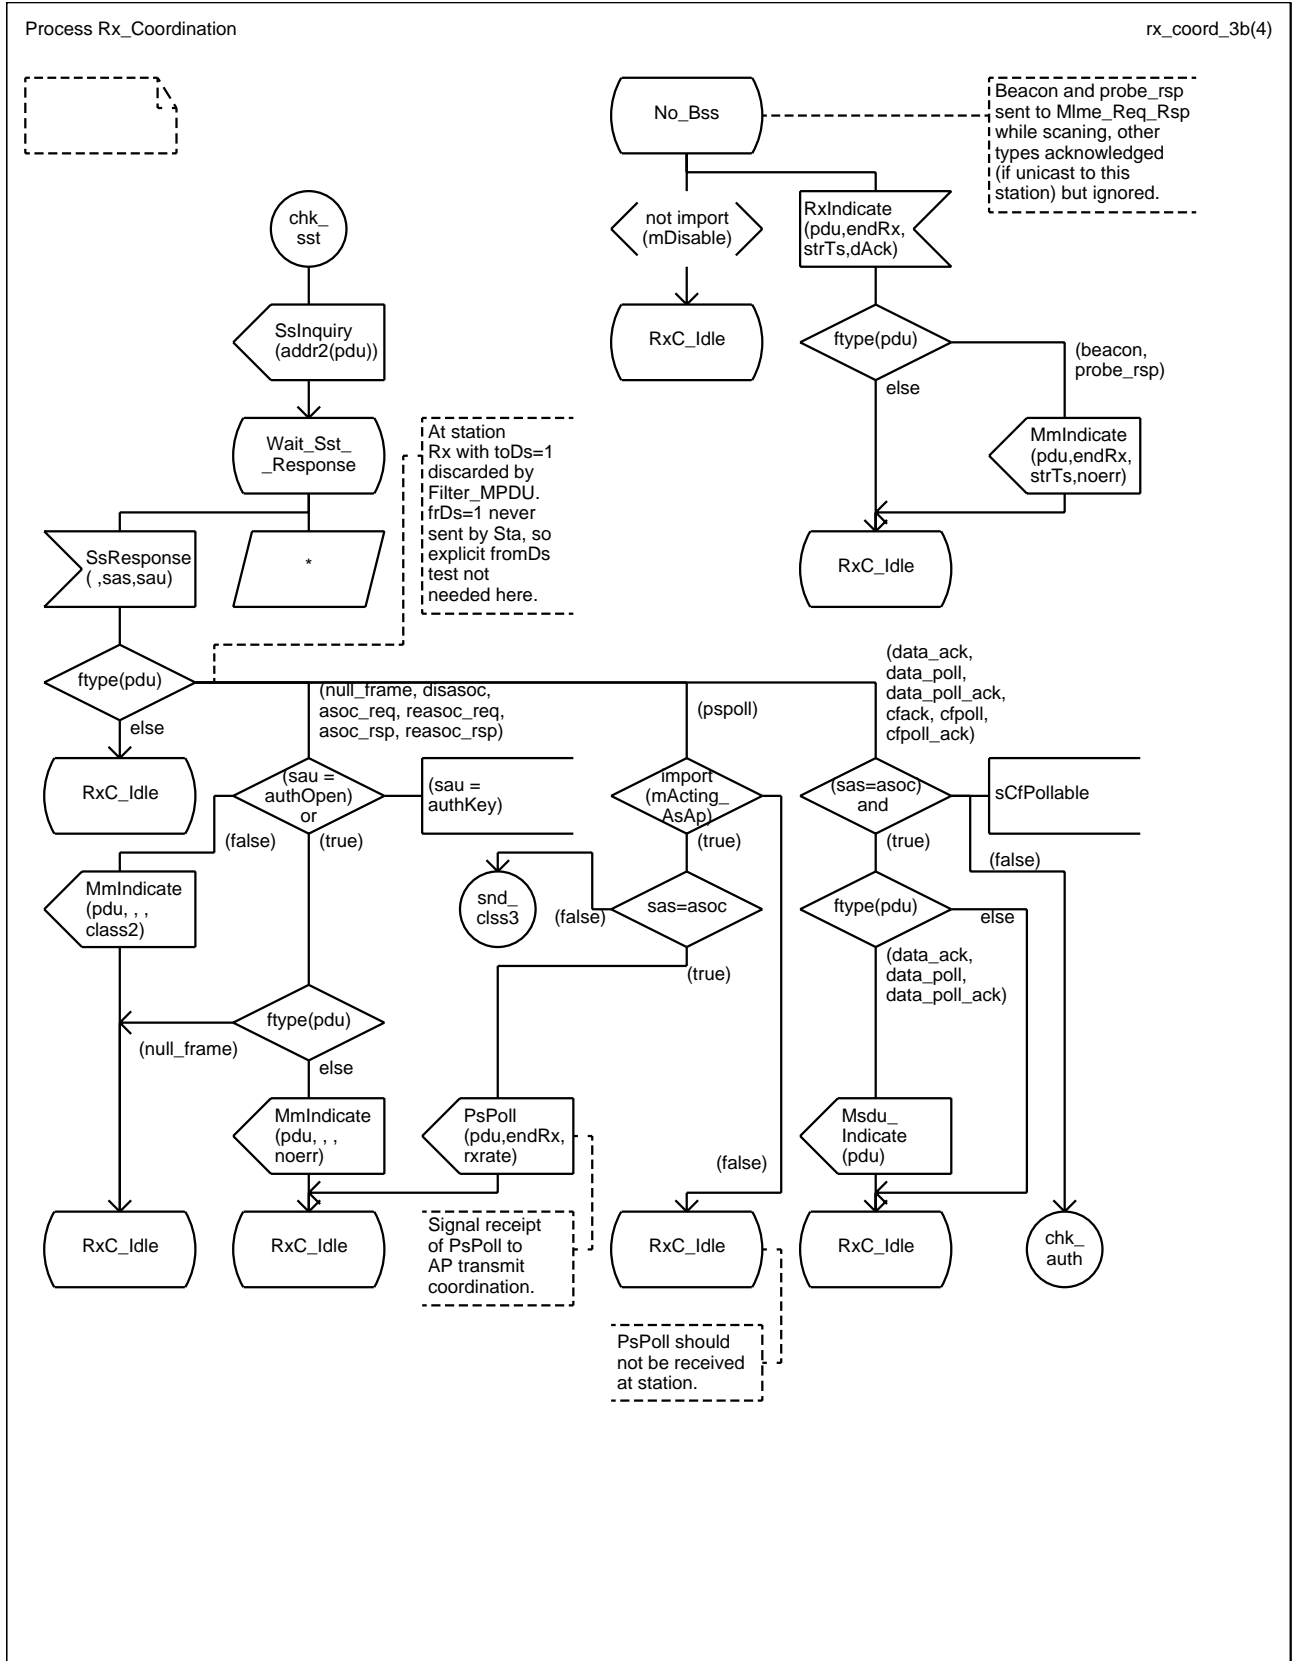 Process Rx_Coordination
rx_coord_3b(4)
No_Bss
Beacon and probe_rsp
sent to Mlme_Req_Rsp
while scaning, other
types acknowledged
(if unicast to this
station) but ignored.
chk_
sst
not import
(mDisable)
RxIndicate
(pdu,endRx,
strTs,dAck)
SsInquiry
(addr2(pdu))
RxC_Idle
ftype(pdu)
(beacon,
probe_rsp)
else
Wait_Sst_
_Response
At station
Rx with toDs=1
discarded by
Filter_MPDU.
frDs=1 never
sent by Sta, so
explicit fromDs
test not
needed here.
MmIndicate
(pdu,endRx,
strTs,noerr)
SsResponse
( ,sas,sau)
*
RxC_Idle
ftype(pdu)
else
(null_frame, disasoc,
asoc_req, reasoc_req,
asoc_rsp, reasoc_rsp)
(pspoll)
(data_ack,
data_poll,
data_poll_ack,
cfack, cfpoll,
cfpoll_ack)
RxC_Idle
(sau =
authOpen)
or
(sau =
authKey)
import
(mActing_
AsAp)
(sas=asoc)
and
sCfPollable
(false)
(true)
(true)
(true)
(false)
MmIndicate
(pdu, , ,
class2)
snd_
clss3
(false)
sas=asoc
(true)
ftype(pdu)
else
(data_ack,
data_poll,
data_poll_ack)
ftype(pdu)
(null_frame)
else
MmIndicate
(pdu, , ,
noerr)
PsPoll
(pdu,endRx,
rxrate)
(false)
Msdu_
Indicate
(pdu)
RxC_Idle
RxC_Idle
Signal receipt
of PsPoll to
AP transmit
coordination.
RxC_Idle
RxC_Idle
chk_
auth
PsPoll should
not be received
at station.